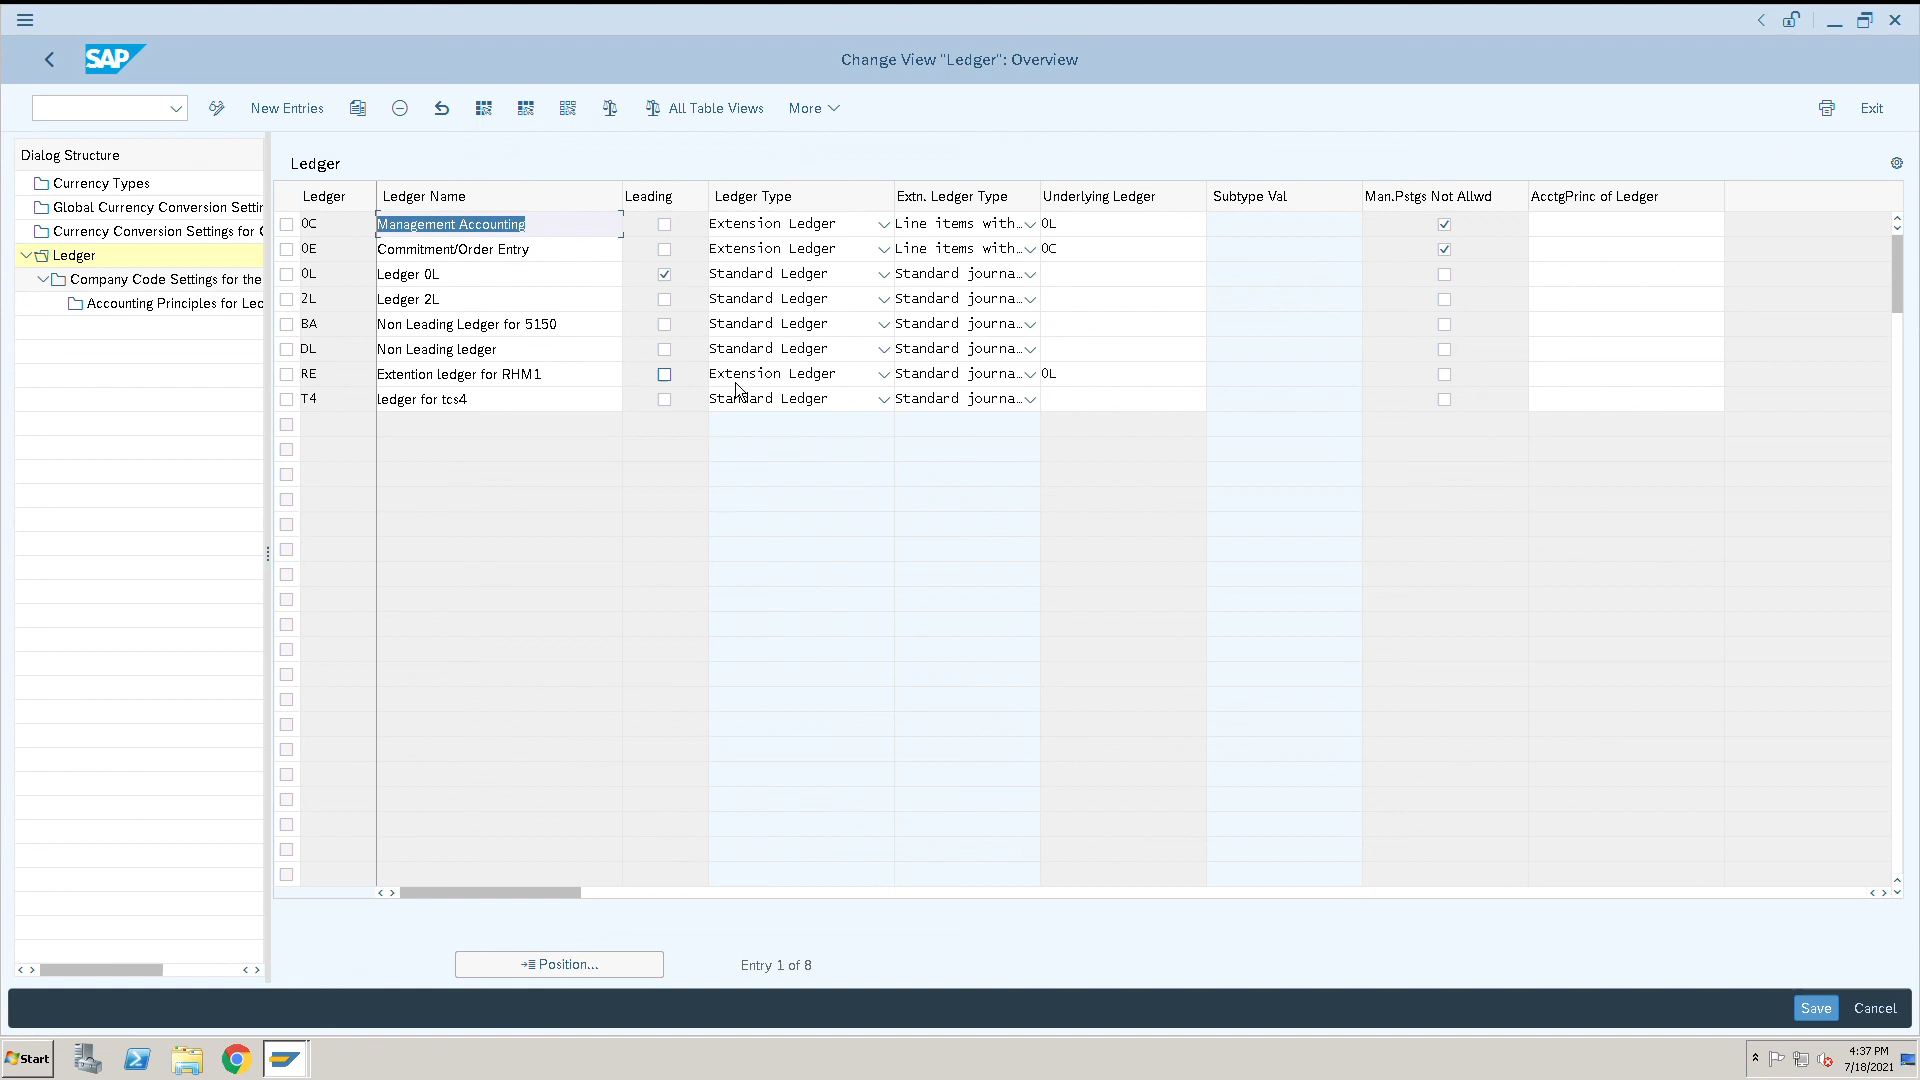 SAP
Change View "Ledger": Overview
New Entries
All Table Views
More
Exit
Dialog Structure
Currency Types
Global Currency Conversion Settin
Currency Conversion Settings for C
Ledger
Company Code Settings for the
Accounting Principles for Lec
Ledger
Ledger Ledger Name Leading Ledger Type Extn. Ledger Type Underlying Ledger Subtype Val Man.Pstgs Not Allwd AcctgPrinc of Ledger
0C Management Accounting Extension Ledger Line items with… 0L
0E Commitment/Order Entry Extension Ledger Line items with… 0C
0L Ledger 0L Standard Ledger Standard journa…
2L Ledger 2L Standard Ledger Standard journa…
BA Non Leading Ledger for 5150 Standard Ledger Standard journa…
DL Non Leading ledger Standard Ledger Standard journa…
RE Extention ledger for RHM1 Extension Ledger Standard journa… 0L
T4 ledger for tcs4 Standard Ledger Standard journa…
Position...
Entry 1 of 8
Save
Cancel
Start
4:37 PM
7/18/2021